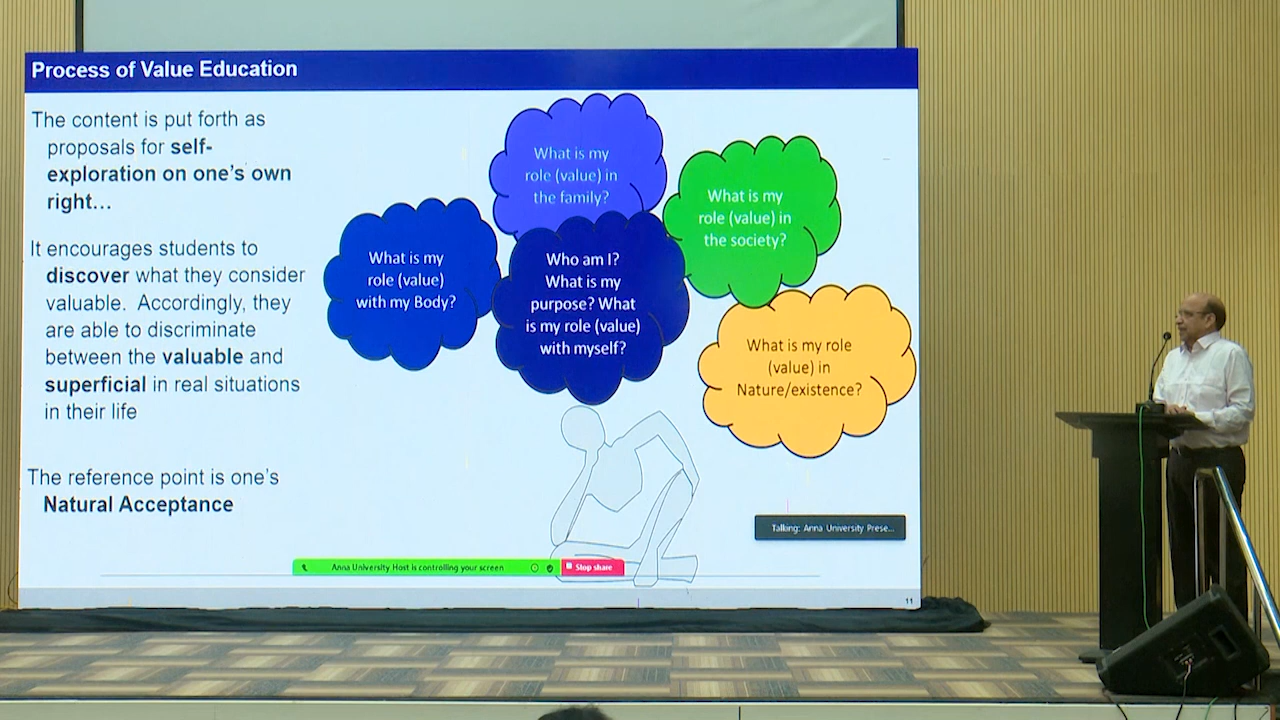 Process of Value Education
The content is put forth as
proposals for self-
exploration on one's own
right...
It encourages students to
discover what they consider
valuable. Accordingly, they
are able to discriminate
between the valuable and
superficial in real situations
in their life
The reference point is one's
Natural Acceptance
What is my
role (value) in
the family?
What is my
role (value) in
the society?
What is my
role (value)
with my Body?
Who am I?
What is my
purpose? What
is my role (value)
with myself?
What is my role
(value) in
Nature/existence?
Talking: Anna University Prese...
Anna University Host is controlling your screen
Stop share
11